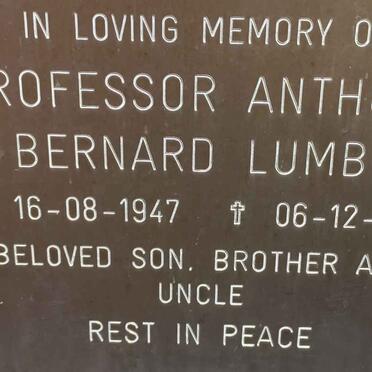 IN LOVING MEMORY O
ROFESSOR ANTH
BERNARD LUMB
16-08-1947 ✝ 06-12-
BELOVED SON, BROTHER A
UNCLE
REST IN PEACE